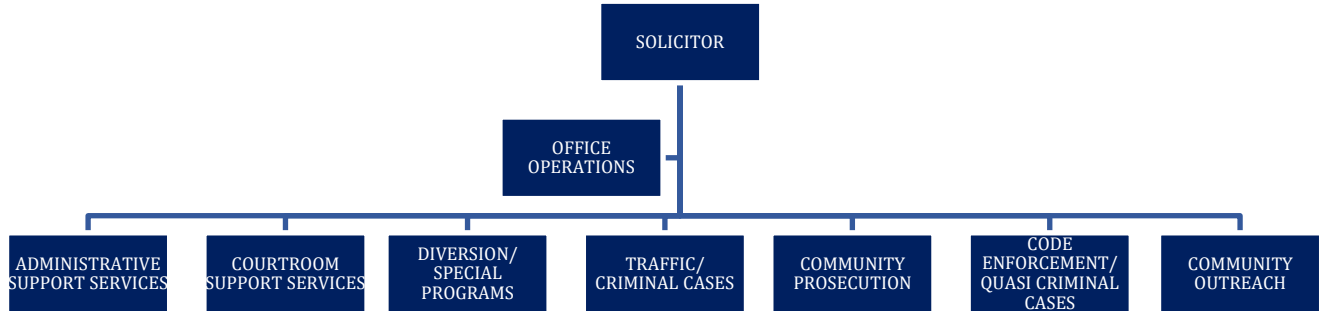 SOLICITOR
OFFICE
OPERATIONS
ADMINISTRATIVE
SUPPORT SERVICES
COURTROOM
SUPPORT SERVICES
DIVERSION/
SPECIAL
PROGRAMS
TRAFFIC/
CRIMINAL CASES
COMMUNITY
PROSECUTION
CODE
ENFORCEMENT/
QUASI CRIMINAL
CASES
COMMUNITY
OUTREACH